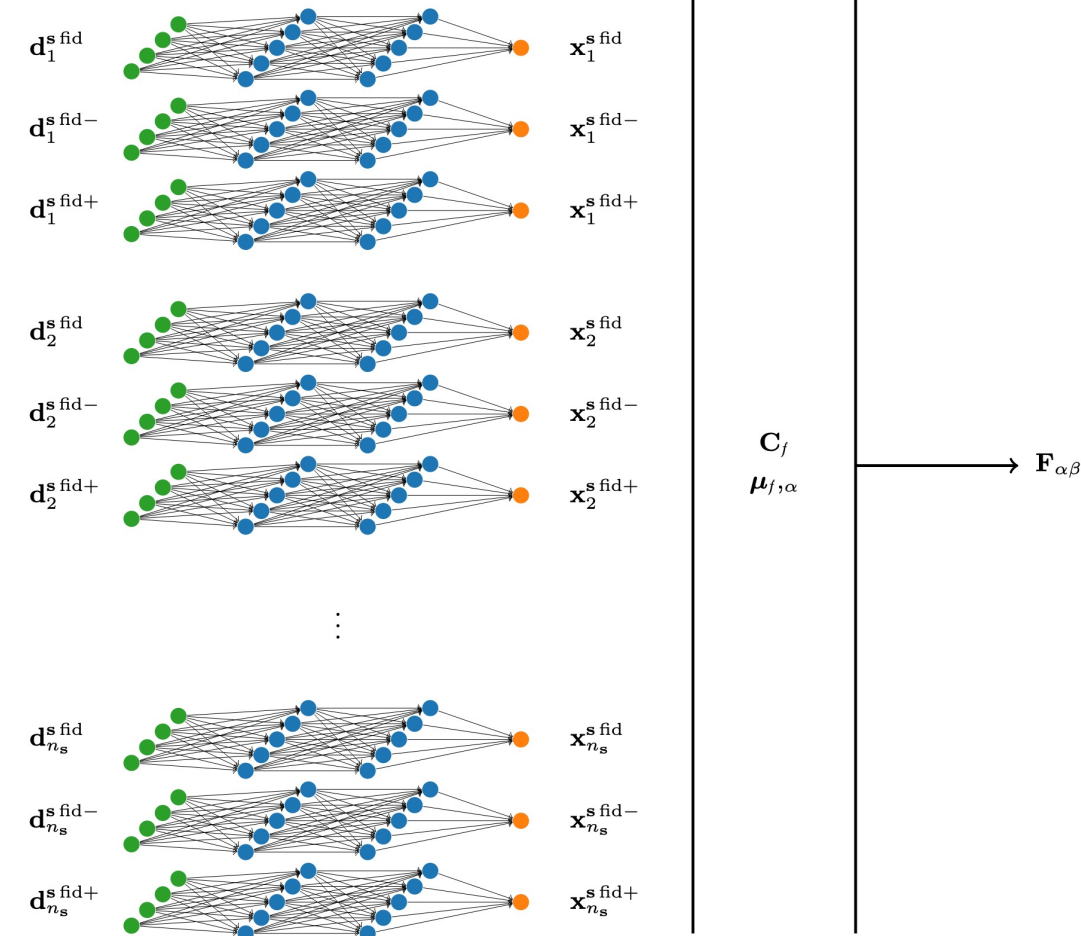 d₁^{s fid} x₁^{s fid}
d₁^{s fid−} x₁^{s fid−}
d₁^{s fid+} x₁^{s fid+}
d₂^{s fid} x₂^{s fid}
d₂^{s fid−} x₂^{s fid−}
d₂^{s fid+} x₂^{s fid+}
C_f
μ_f,α
F_{αβ}
⋮
d_{n_s}^{s fid} x_{n_s}^{s fid}
d_{n_s}^{s fid−} x_{n_s}^{s fid−}
d_{n_s}^{s fid+} x_{n_s}^{s fid+}